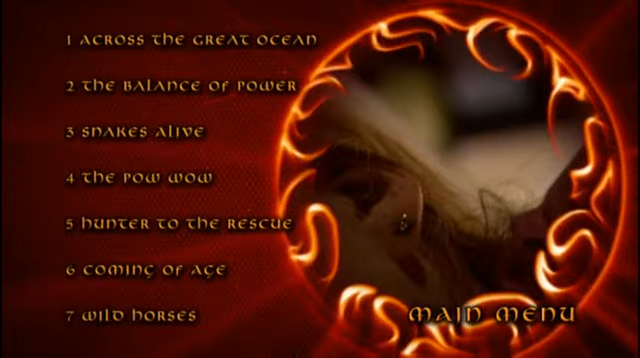 1 ACROSS THE GREAT OCEAN
2 THE BALANCE OF POWER
3 SNAKES ALIVE
4 THE POW WOW
5 HUNTER TO THE RESCUE
6 COMING OF AGE
7 WILD HORSES
MAIN MENU